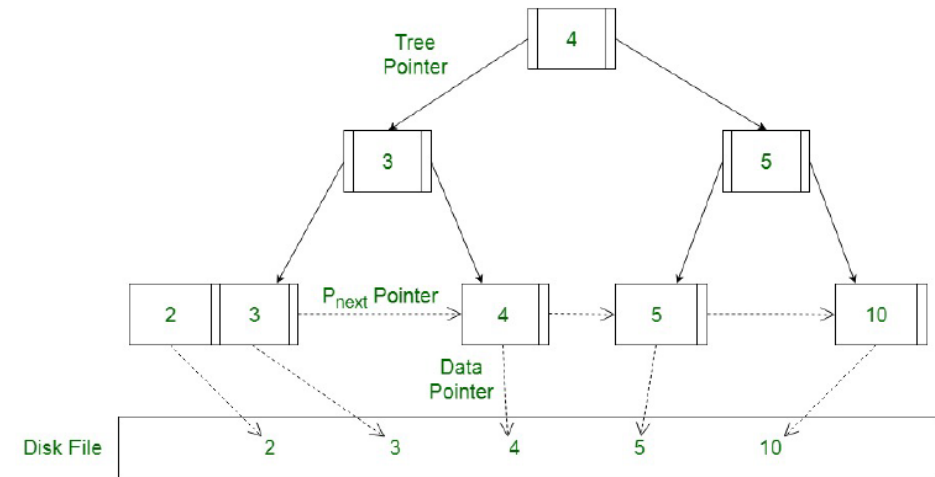 4
Tree
Pointer
3
5
2 3 Pnext Pointer 4 5 10
Data
Pointer
Disk File 2 3 4 5 10